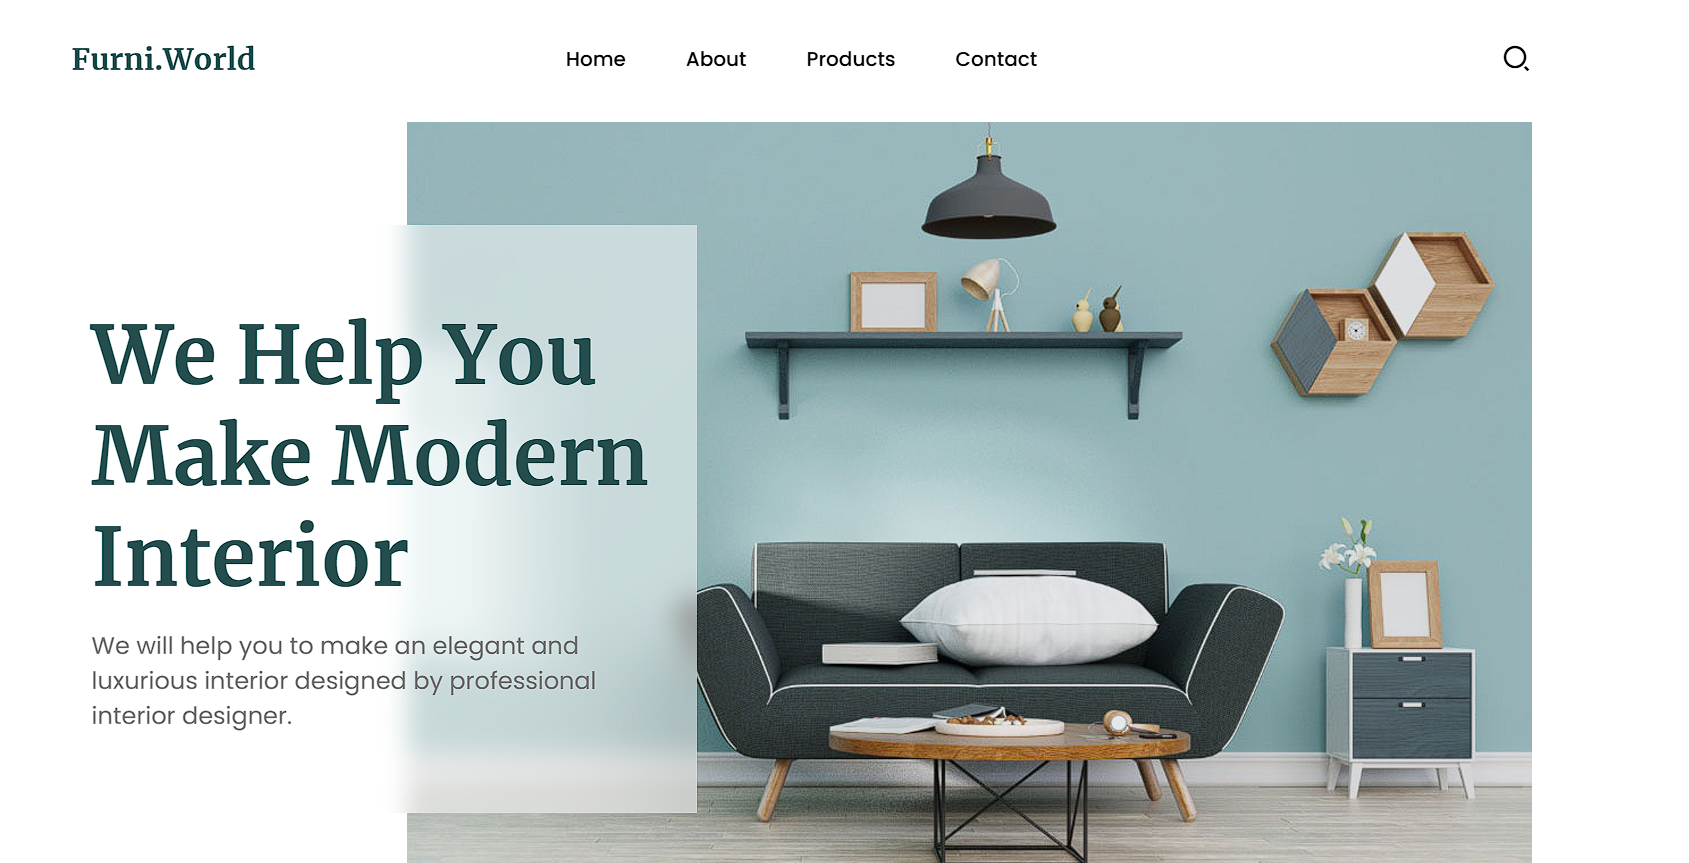 Furni.World
Home About Products Contact
We Help You
Make Modern
Interior
We will help you to make an elegant and
luxurious interior designed by professional
interior designer.